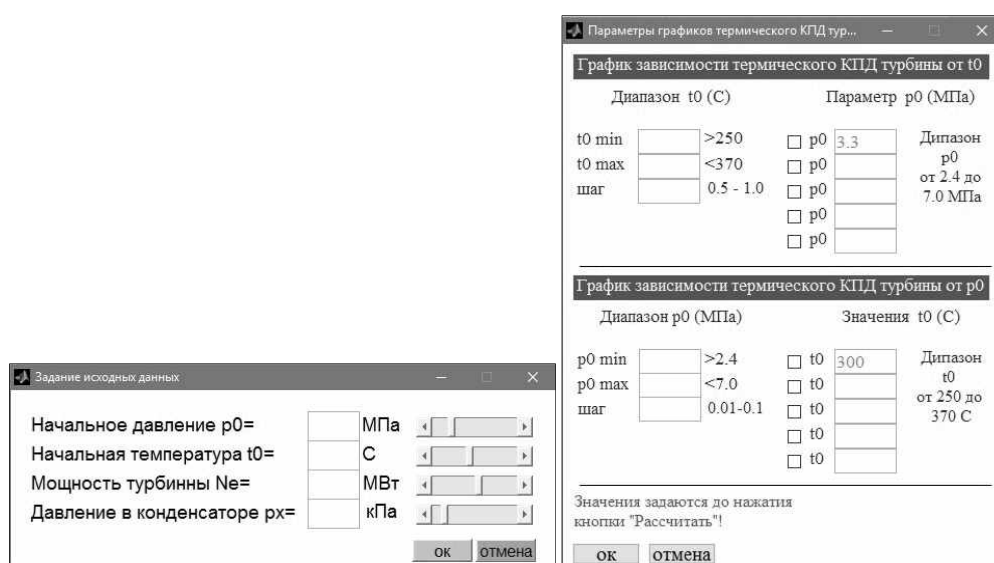 Задание исходных данных
Начальное давление p0= МПа
Начальная температура t0= С
Мощность турбинны Ne= МВт
Давление в конденсаторе рх= кПа
ок отмена
Параметры графиков термического КПД тур...
График зависимости термического КПД турбины от t0
Диапазон t0 (С) Параметр p0 (МПа)
t0 min >250 p0 3.3 Дипазон
t0 max <370 p0 p0
шаг 0.5 - 1.0 p0 от 2.4 до
p0 7.0 МПа
p0
График зависимости термического КПД турбины от p0
Диапазон p0 (МПа) Значения t0 (С)
p0 min >2.4 t0 300 Дипазон
p0 max <7.0 t0 t0
шаг 0.01-0.1 t0 от 250 до
t0 370 С
t0
Значения задаются до нажатия
кнопки "Рассчитать"!
ок отмена